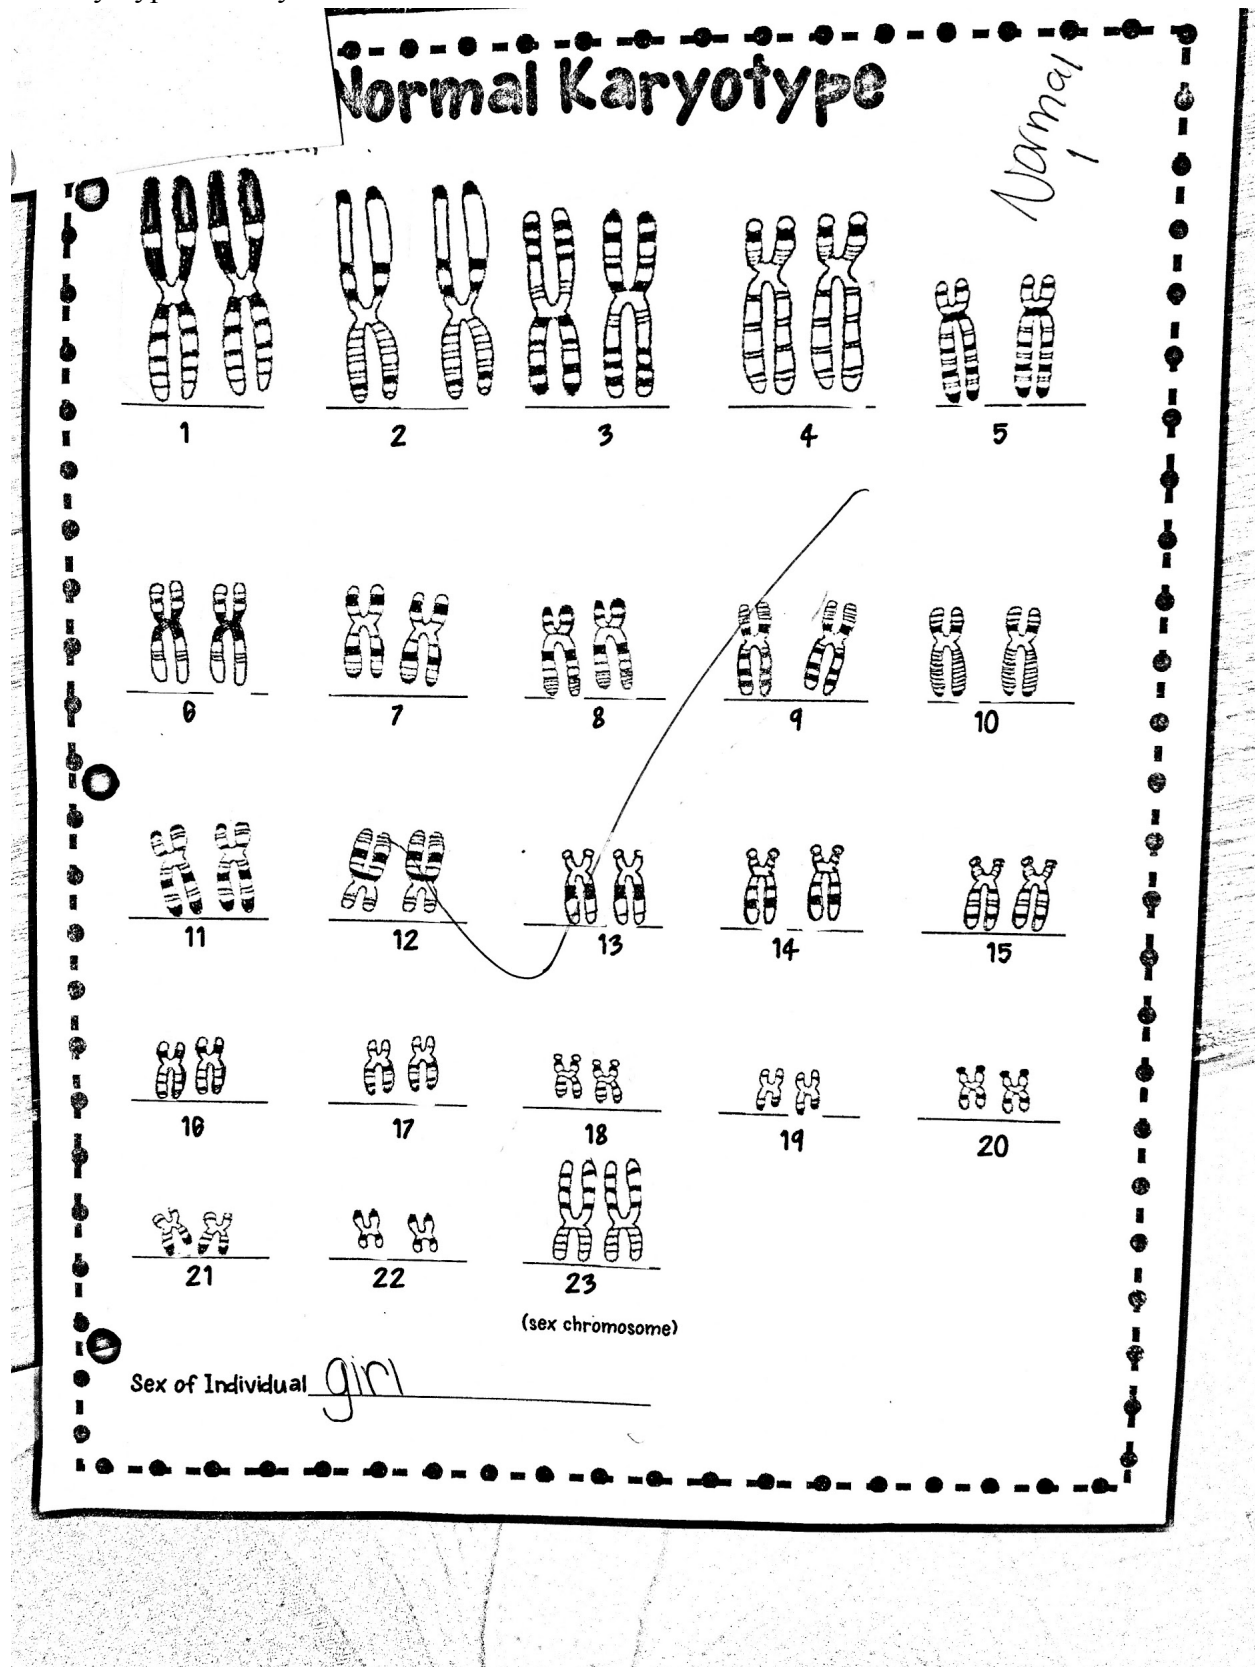 Normal Karyotype
Normal
1
1 2 3 4 5
6 7 8 9 10
11 12 13 14 15
16 17 18 19 20
21 22 23
(sex chromosome)
Sex of Individual girl